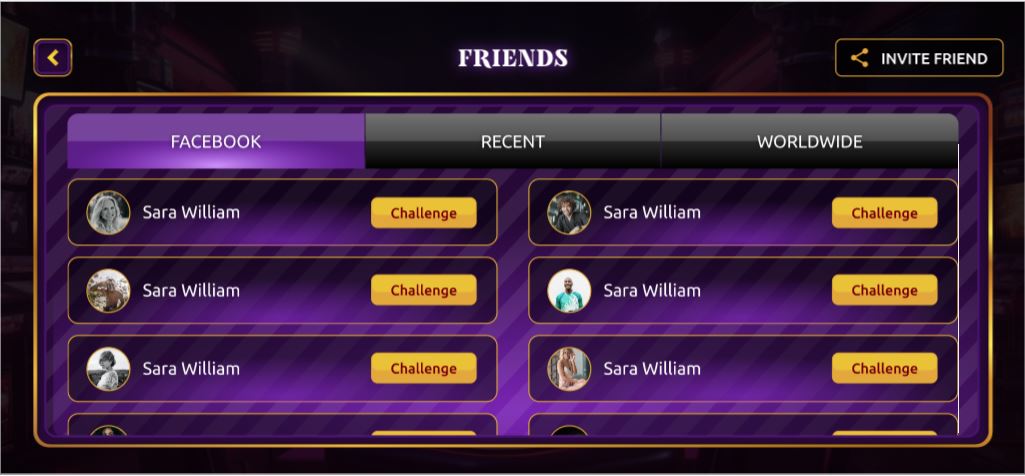 FRIENDS
INVITE FRIEND
FACEBOOK
RECENT
WORLDWIDE
Sara William
Challenge
Sara William
Challenge
Sara William
Challenge
Sara William
Challenge
Sara William
Challenge
Sara William
Challenge